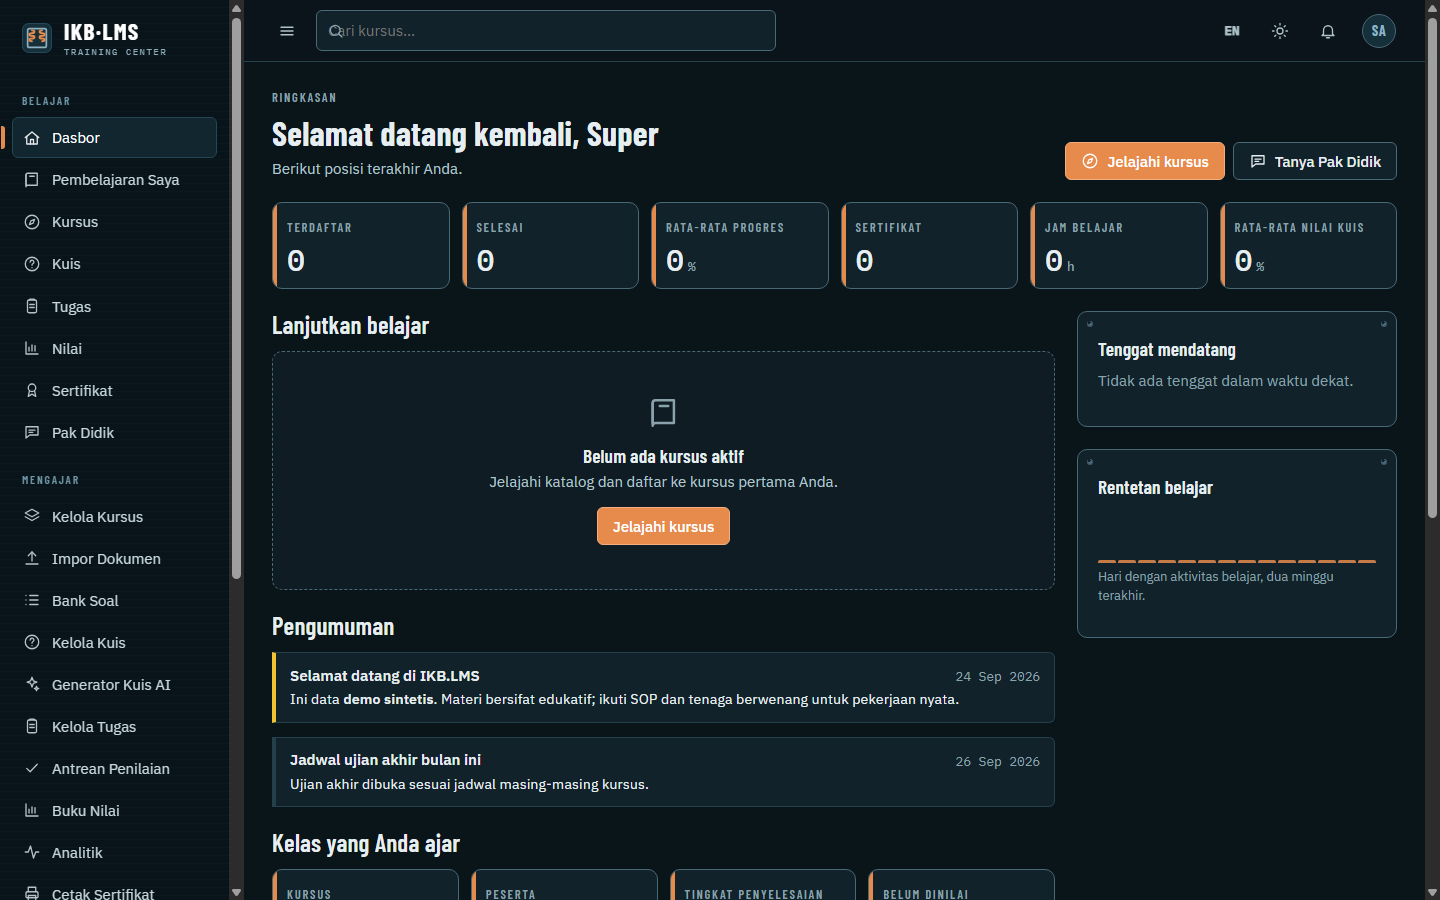 IKB·LMS
TRAINING CENTER
BELAJAR
Dasbor
Pembelajaran Saya
Kursus
Kuis
Tugas
Nilai
Sertifikat
Pak Didik
MENGAJAR
Kelola Kursus
Impor Dokumen
Bank Soal
Kelola Kuis
Generator Kuis AI
Kelola Tugas
Antrean Penilaian
Buku Nilai
Analitik
Cetak Sertifikat
Cari kursus...
EN
SA
RINGKASAN
Selamat datang kembali, Super
Berikut posisi terakhir Anda.
Jelajahi kursus
Tanya Pak Didik
TERDAFTAR
0
SELESAI
0
RATA-RATA PROGRES
0 %
SERTIFIKAT
0
JAM BELAJAR
0 h
RATA-RATA NILAI KUIS
0 %
Lanjutkan belajar
Belum ada kursus aktif
Jelajahi katalog dan daftar ke kursus pertama Anda.
Jelajahi kursus
Tenggat mendatang
Tidak ada tenggat dalam waktu dekat.
Rentetan belajar
Hari dengan aktivitas belajar, dua minggu
terakhir.
Pengumuman
Selamat datang di IKB.LMS
24 Sep 2026
Ini data demo sintetis. Materi bersifat edukatif; ikuti SOP dan tenaga berwenang untuk pekerjaan nyata.
Jadwal ujian akhir bulan ini
26 Sep 2026
Ujian akhir dibuka sesuai jadwal masing-masing kursus.
Kelas yang Anda ajar
KURSUS
PESERTA
TINGKAT PENYELESAIAN
BELUM DINILAI